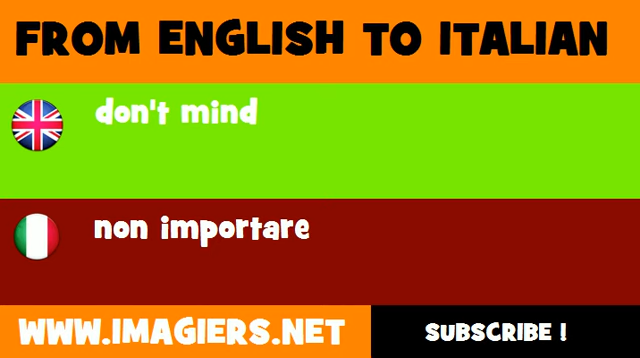 FROM ENGLISH TO ITALIAN
don't mind
non importare
WWW.IMAGIERS.NET
SUBSCRIBE !